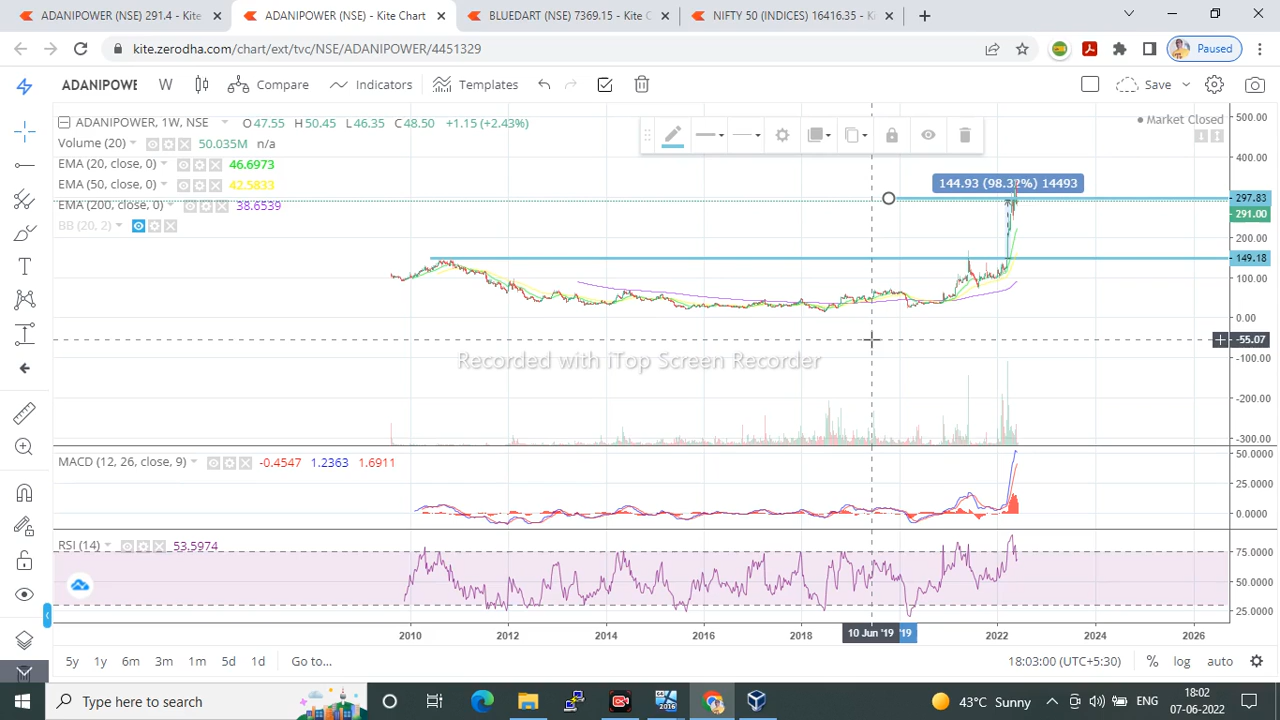 ADANIPOWER (NSE) 291.4 - Kite Ch
ADANIPOWER (NSE) - Kite Chart
BLUEDART (NSE) 7369.15 - Kite C
NIFTY 50 (INDICES) 16416.35 - Ki
kite.zerodha.com/chart/ext/tvc/NSE/ADANIPOWER/4451329
Paused
ADANIPOWE W Compare Indicators Templates Save
ADANIPOWER, 1W, NSE O47.55 H50.45 L46.35 C48.50 +1.15 (+2.43%)
Market Closed
Volume (20) 50.035M n/a
EMA (20, close, 0) 46.6973
EMA (50, close, 0) 42.5833
EMA (200, close, 0) 38.6539
BB (20, 2)
144.93 (98.32%) 14493
500.00
400.00
297.83
291.00
200.00
149.18
100.00
0.00
-55.07
-100.00
-200.00
-300.00
Recorded with iTop Screen Recorder
MACD (12, 26, close, 9) -0.4547 1.2363 1.6911
50.0000
25.0000
0.0000
RSI (14) 53.5974
75.0000
50.0000
25.0000
2010 2012 2014 2016 2018 10 Jun '19 '19 2022 2024 2026
5y 1y 6m 3m 1m 5d 1d Go to... 18:03:00 (UTC+5:30) % log auto
Type here to search
2016
43°C Sunny
ENG
18:02
07-06-2022